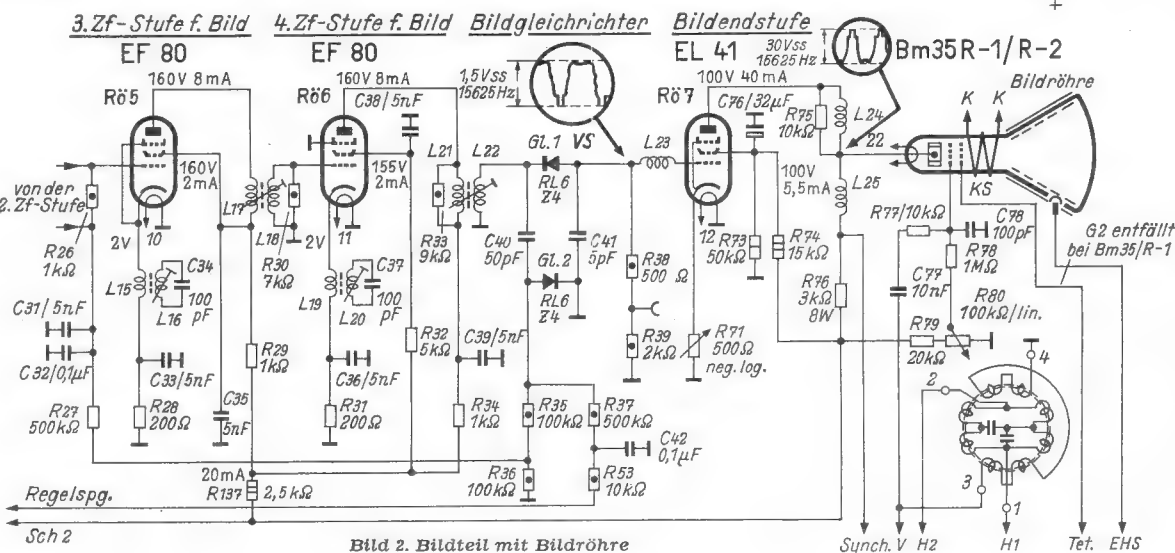 3. Zf-Stufe f. Bild
EF 80
4. Zf-Stufe f. Bild
EF 80
Bildgleichrichter
Bildendstufe
EL 41
Bm35R-1/R-2
Bildröhre
160V 8mA
Rö5
160V
2mA
160V 8mA
C38/5nF
Rö6
155V
2mA
1,5Vss
15625Hz
VS
100V 40mA
Rö7
C76/32µF
30Vss
15625Hz
R75
10kΩ
L24
22
K
K
KS
von der
2. Zf-Stufe
R26
1kΩ
2V
10
L17
L18
R30
7kΩ
2V
11
L21
L22
R33
9kΩ
Gl.1
RL6
Z4
C40
50pF
Gl.2
RL6
Z4
C41
5pF
L23
R38
500 Ω
R39
2kΩ
12
R73
50kΩ
R74
15kΩ
100V
5,5mA
L25
R76
3kΩ
8W
R77/10kΩ
C78
100pF
R78
1MΩ
C77
10nF
R80
100kΩ/lin.
R79
20kΩ
G2 entfällt
bei Bm35/R-1
L15
L16
C34
100
pF
C31/5nF
C32/0,1µF
C33/5nF
R27
500kΩ
R28
200Ω
C35
5nF
R29
1kΩ
L19
L20
C37
100
pF
C36/5nF
R31
200Ω
R32
5kΩ
C39/5nF
R34
1kΩ
R35
100kΩ
R36
100kΩ
R37
500kΩ
C42
0,1µF
R53
10kΩ
R71
500Ω
neg. log.
20mA
R137
2,5kΩ
2
4
3
1
Regelspg.
Sch 2
Synch.
V
H2
H1
Tet.
EHS
Bild 2. Bildteil mit Bildröhre